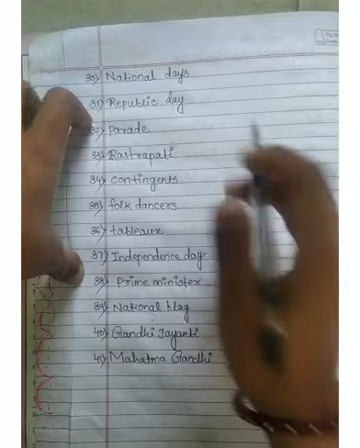 30) National days
31) Republic day
32) Parade
33) Rastrapati
34) contingents
35) folk dancers
36) tableaux
37) Independence day
38) Prime minister
39) National blag
40) Gandhi Jayanti
41) Mahatma Gandhi